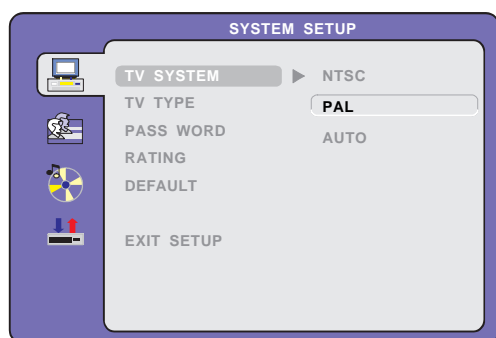 SYSTEM SETUP
TV SYSTEM NTSC
TV TYPE PAL
PASS WORD AUTO
RATING
DEFAULT
EXIT SETUP